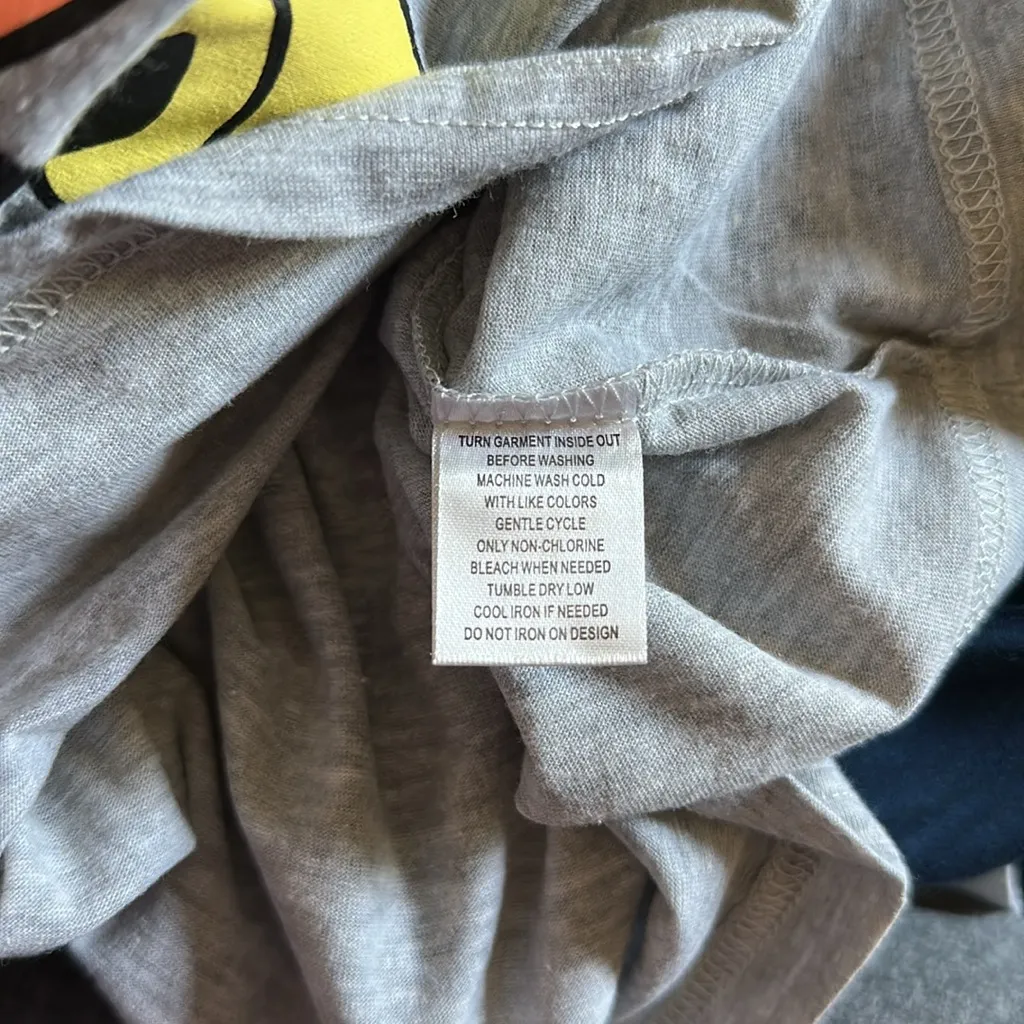 TURN GARMENT INSIDE OUT
BEFORE WASHING
MACHINE WASH COLD
WITH LIKE COLORS
GENTLE CYCLE
ONLY NON-CHLORINE
BLEACH WHEN NEEDED
TUMBLE DRY LOW
COOL IRON IF NEEDED
DO NOT IRON ON DESIGN